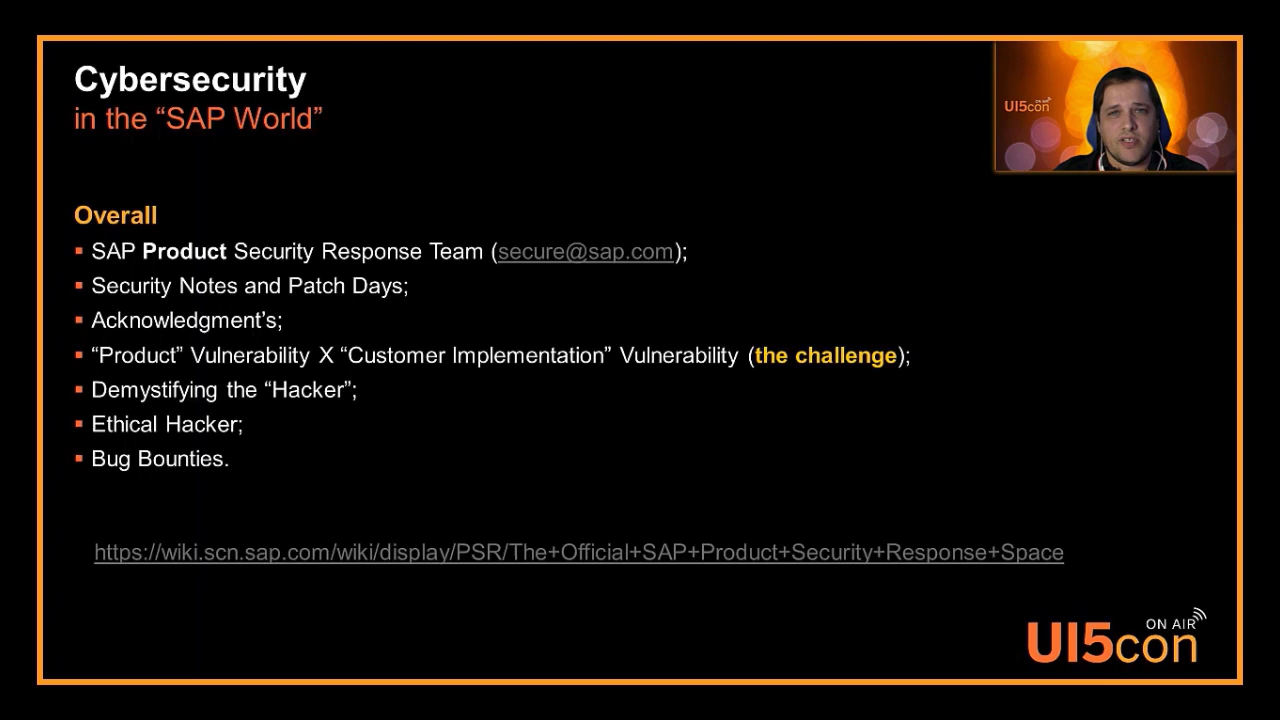 Cybersecurity
in the “SAP World”
UI5con ON AIR
Overall
▪ SAP Product Security Response Team (secure@sap.com);
▪ Security Notes and Patch Days;
▪ Acknowledgment’s;
▪ “Product” Vulnerability X “Customer Implementation” Vulnerability (the challenge);
▪ Demystifying the “Hacker”;
▪ Ethical Hacker;
▪ Bug Bounties.
https://wiki.scn.sap.com/wiki/display/PSR/The+Official+SAP+Product+Security+Response+Space
ON AIR
UI5con